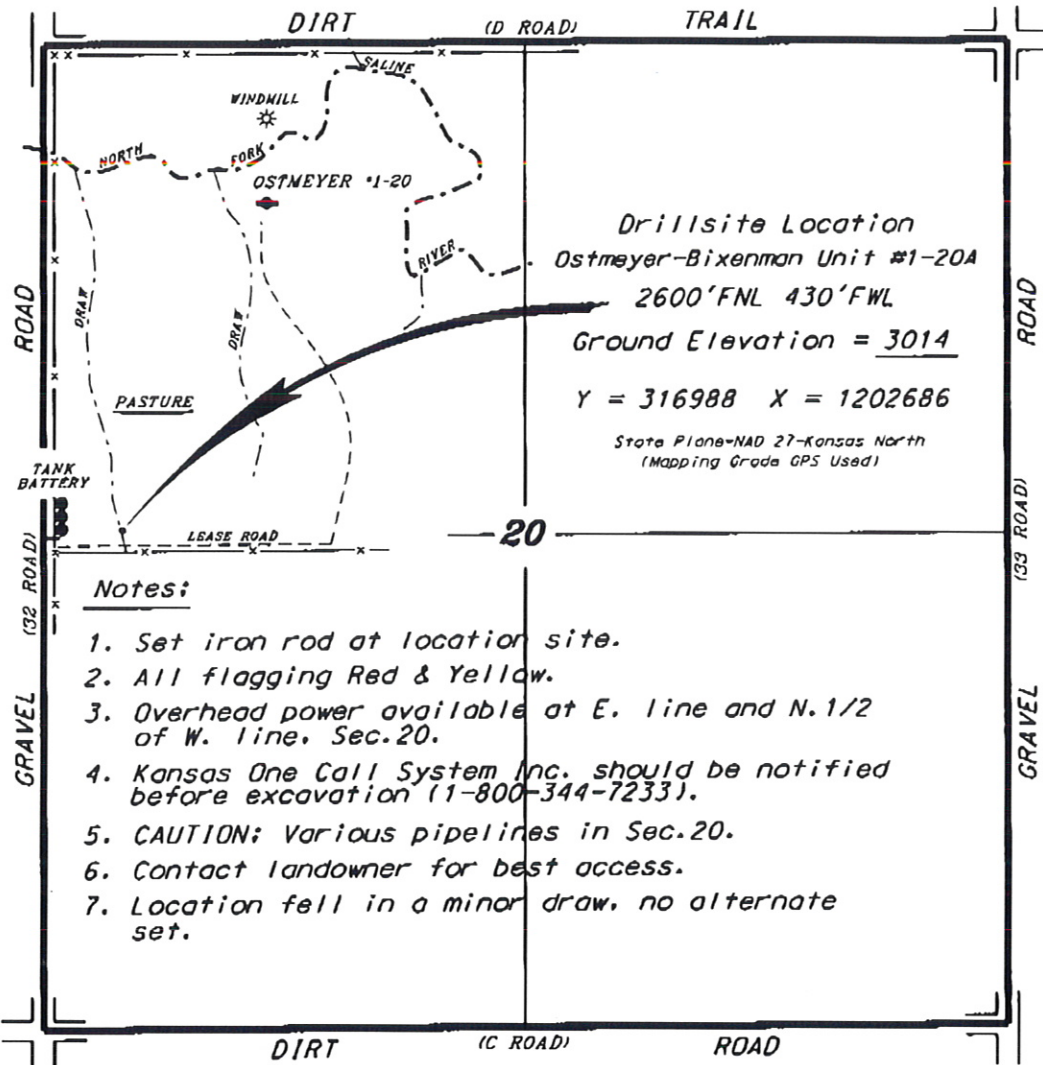 DIRT (D ROAD) TRAIL
SALINE
WINDMILL
NORTH
FORK
OSTMEYER #1-20
RIVER
DRAW
DRAW
ROAD
ROAD
Drillsite Location
Ostmeyer-Bixenman Unit #1-20A
2600'FNL 430'FWL
Ground Elevation = 3014
Y = 316988 X = 1202686
State Plane-NAD 27-Kansas North
(Mapping Grade GPS Used)
PASTURE
TANK
BATTERY
LEASE ROAD
20
(32 ROAD)
(33 ROAD)
GRAVEL
GRAVEL
Notes:
1. Set iron rod at location site.
2. All flagging Red & Yellow.
3. Overhead power available at E. line and N.1/2
of W. line, Sec.20.
4. Kansas One Call System Inc. should be notified
before excavation (1-800-344-7233).
5. CAUTION: Various pipelines in Sec.20.
6. Contact landowner for best access.
7. Location fell in a minor draw, no alternate
set.
DIRT (C ROAD) ROAD